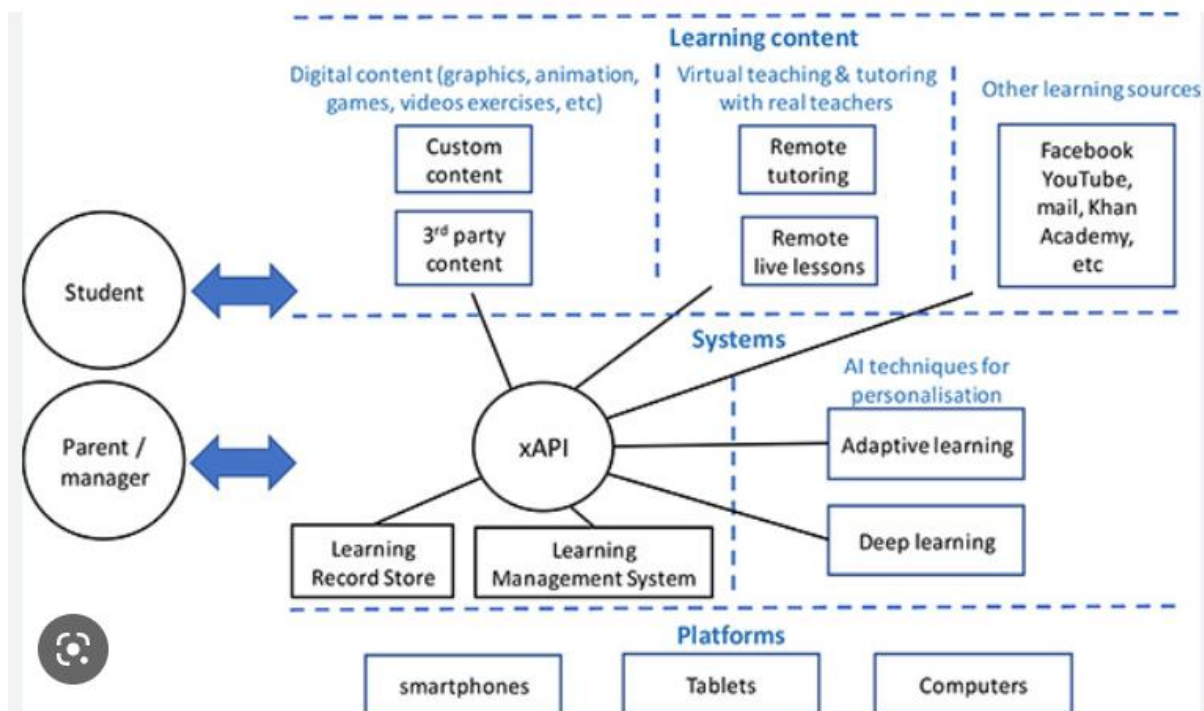 Learning content
Digital content (graphics, animation,
games, videos exercises, etc)
Custom
content
3rd party
content
Virtual teaching & tutoring
with real teachers
Remote
tutoring
Remote
live lessons
Other learning sources
Facebook
YouTube,
mail, Khan
Academy,
etc
Student
Parent /
manager
Systems
xAPI
Learning
Record Store
Learning
Management System
AI techniques for
personalisation
Adaptive learning
Deep learning
Platforms
smartphones
Tablets
Computers